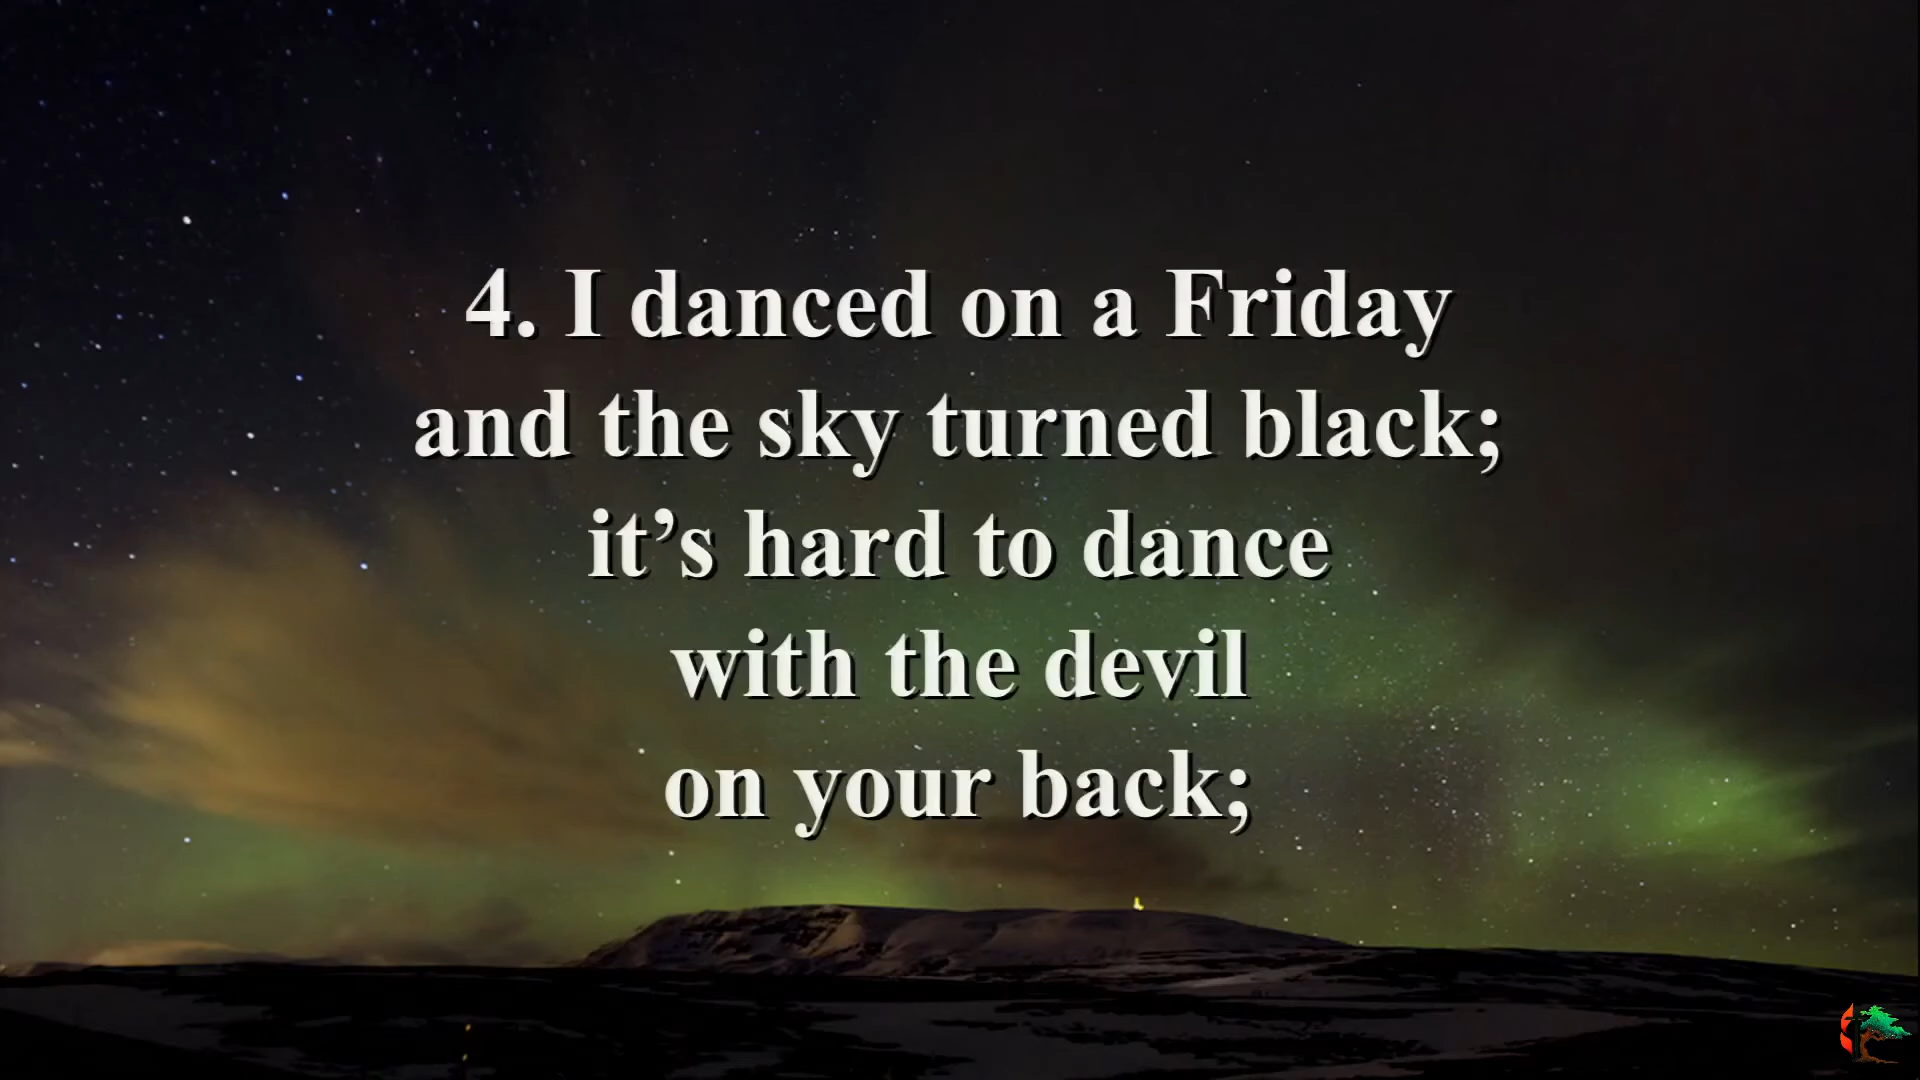 4. I danced on a Friday
and the sky turned black;
it’s hard to dance
with the devil
on your back;